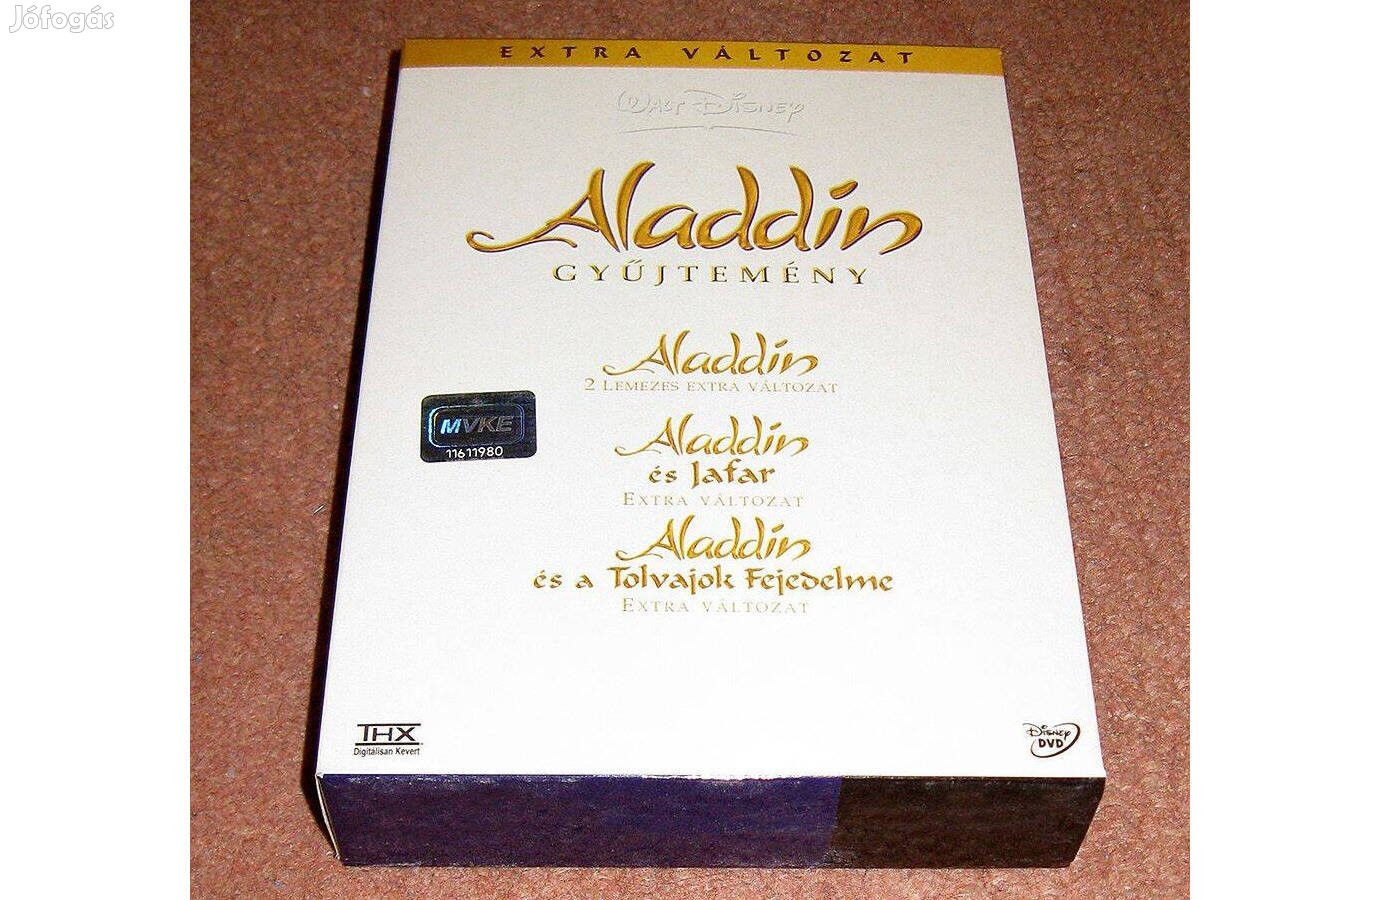 Jófogás
EXTRA VÁLTOZAT
WALT DISNEY
Aladdin
GYŰJTEMÉNY
Aladdin
2 LEMEZES EXTRA VÁLTOZAT
Aladdin
és Jafar
EXTRA VÁLTOZAT
Aladdin
és a Tolvajok Fejedelme
EXTRA VÁLTOZAT
MVKE
11611980
THX
Digitálisan Kevert
DISNEY
DVD